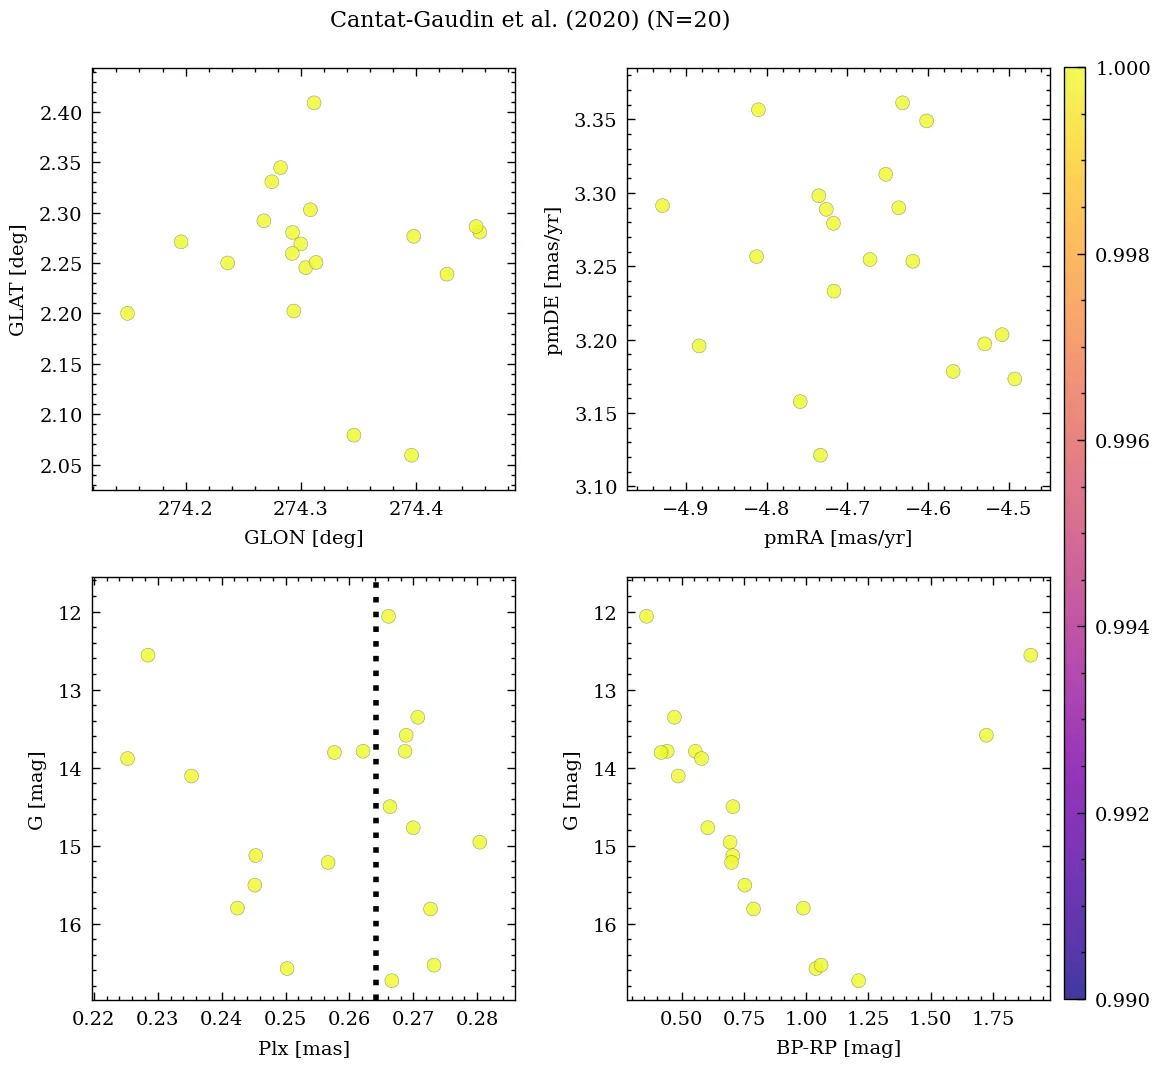 Cantat-Gaudin et al. (2020) (N=20)
2.40
2.35
2.30
2.25
2.20
2.15
2.10
2.05
GLAT [deg]
274.2 274.3 274.4
GLON [deg]
3.35
3.30
3.25
3.20
3.15
3.10
pmDE [mas/yr]
−4.9 −4.8 −4.7 −4.6 −4.5
pmRA [mas/yr]
12
13
14
15
16
G [mag]
0.22 0.23 0.24 0.25 0.26 0.27 0.28
Plx [mas]
12
13
14
15
16
G [mag]
0.50 0.75 1.00 1.25 1.50 1.75
BP-RP [mag]
1.000
0.998
0.996
0.994
0.992
0.990